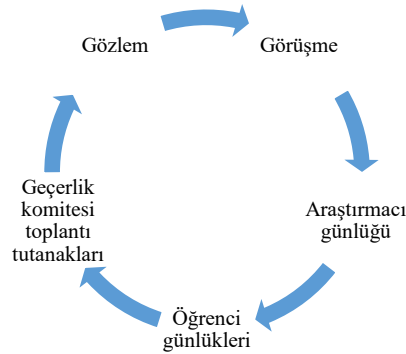 Gözlem
Görüşme
Araştırmacı
günlüğü
Öğrenci
günlükleri
Geçerlik
komitesi
toplantı
tutanakları